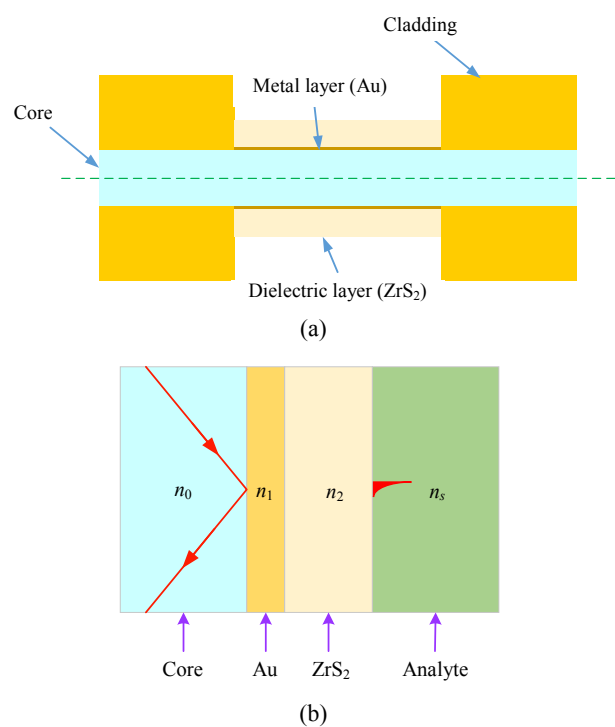 Cladding
Metal layer (Au)
Core
Dielectric layer (ZrS₂)
(a)
n₀
n₁
n₂
nₛ
Core
Au
ZrS₂
Analyte
(b)